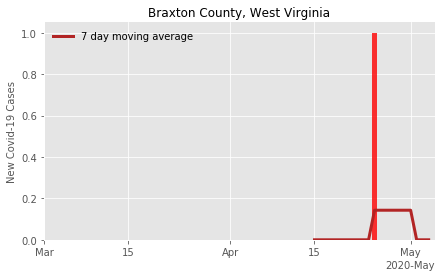 Braxton County, West Virginia
7 day moving average
New Covid-19 Cases
1.0
0.8
0.6
0.4
0.2
0.0
Mar
15
Apr
15
May
2020-May